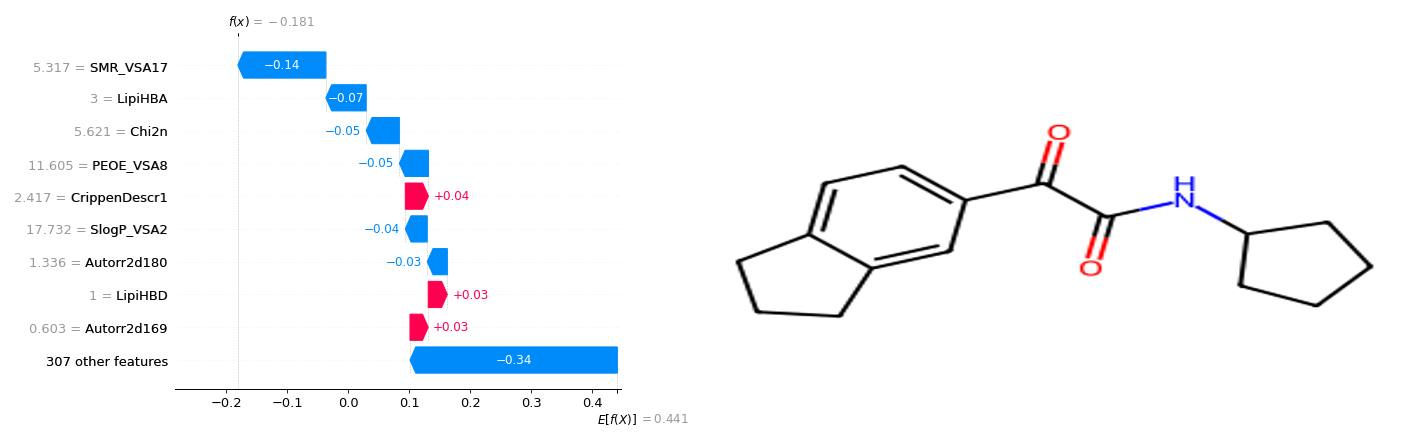 f(x) = −0.181
5.317 = SMR_VSA17
−0.14
3 = LipiHBA
−0.07
5.621 = Chi2n
−0.05
11.605 = PEOE_VSA8
−0.05
2.417 = CrippenDescr1
+0.04
17.732 = SlogP_VSA2
−0.04
1.336 = Autorr2d180
−0.03
1 = LipiHBD
+0.03
0.603 = Autorr2d169
+0.03
307 other features
−0.34
−0.2 −0.1 0.0 0.1 0.2 0.3 0.4
E[f(X)] = 0.441
O
H
N
O